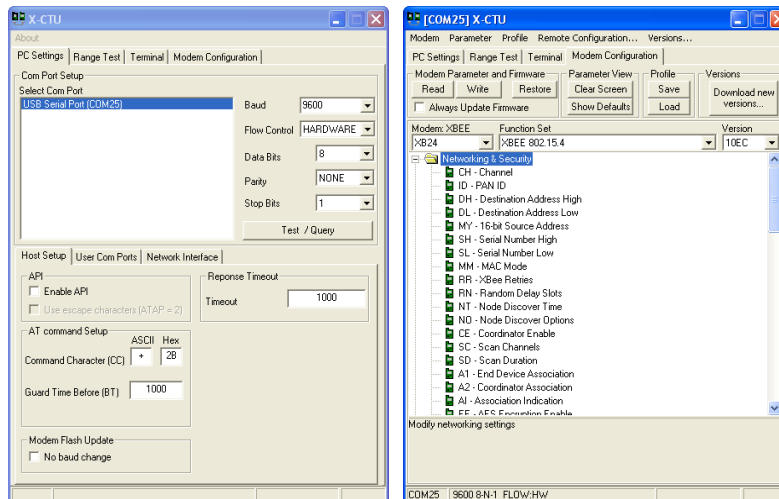 X-CTU
About
PC Settings Range Test Terminal Modem Configuration
Com Port Setup
Select Com Port
USB Serial Port (COM25)
Baud 9600
Flow Control HARDWARE
Data Bits 8
Parity NONE
Stop Bits 1
Test / Query
Host Setup User Com Ports Network Interface
API
Enable API
Use escape characters (ATAP = 2)
Reponse Timeout
Timeout 1000
AT command Setup
ASCII Hex
Command Character (CC) + 2B
Guard Time Before (BT) 1000
Modem Flash Update
No baud change
[COM25] X-CTU
Modem Parameter Profile Remote Configuration... Versions...
PC Settings Range Test Terminal Modem Configuration
Modem Parameter and Firmware Parameter View Profile Versions
Read Write Restore Clear Screen Save Download new
versions...
Always Update Firmware Show Defaults Load
Modem: XBEE Function Set Version
XB24 XBEE 802.15.4 10EC
Networking & Security
CH - Channel
ID - PAN ID
DH - Destination Address High
DL - Destination Address Low
MY - 16-bit Source Address
SH - Serial Number High
SL - Serial Number Low
MM - MAC Mode
RR - XBee Retries
RN - Random Delay Slots
NT - Node Discover Time
NO - Node Discover Options
CE - Coordinator Enable
SC - Scan Channels
SD - Scan Duration
A1 - End Device Association
A2 - Coordinator Association
AI - Association Indication
EE - AES Encryption Enable
Modify networking settings
COM25 9600 8-N-1 FLOW:HW